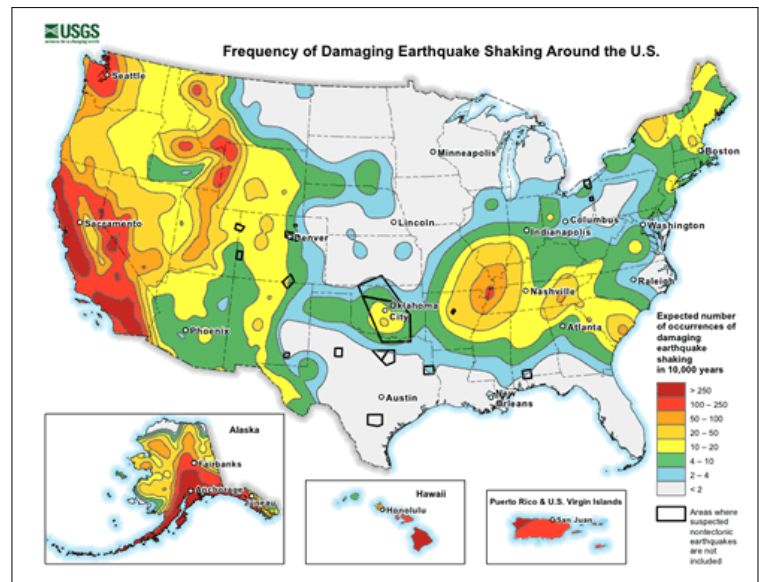 USGS
Frequency of Damaging Earthquake Shaking Around the U.S.
Seattle
Minneapolis
Boston
Sacramento
Lincoln
Columbus
Washington
Indianapolis
Denver
Raleigh
Nashville
Oklahoma
City
Phoenix
Atlanta
Austin
New
Orleans
Expected number
of occurrences of
damaging
earthquake
shaking
in 10,000 years
> 250
100 – 250
50 – 100
20 – 50
10 – 20
4 – 10
2 – 4
< 2
Areas where
suspected
nontectonic
earthquakes
are not
included
Alaska
Fairbanks
Anchorage
Juneau
Hawaii
Honolulu
Puerto Rico & U.S. Virgin Islands
San Juan